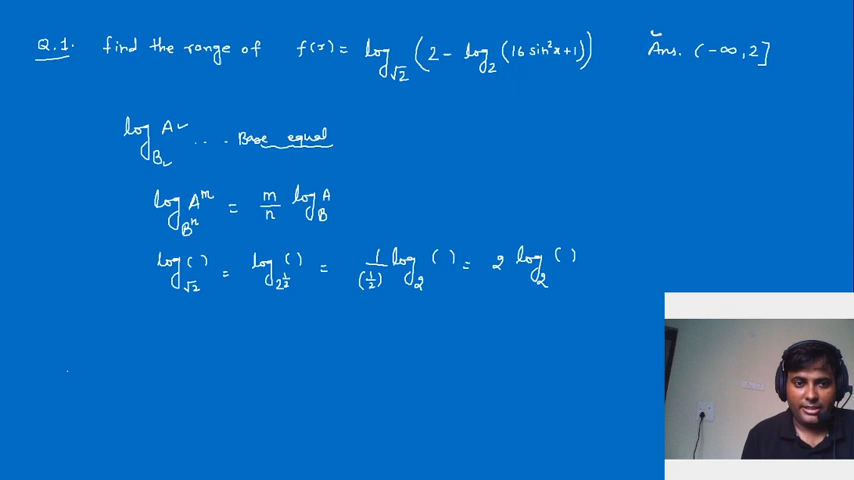 Q.1. find the range of f(x) = log_√2 (2 - log_2 (16 sin²x+1)) Ans. (-∞, 2]
log_B A ... Base equal
log_{B^n} A^m = m/n log_B A
log_√2 ( ) = log_{2^{1/2}} ( ) = 1/(1/2) log_2 ( ) = 2 log_2 ( )